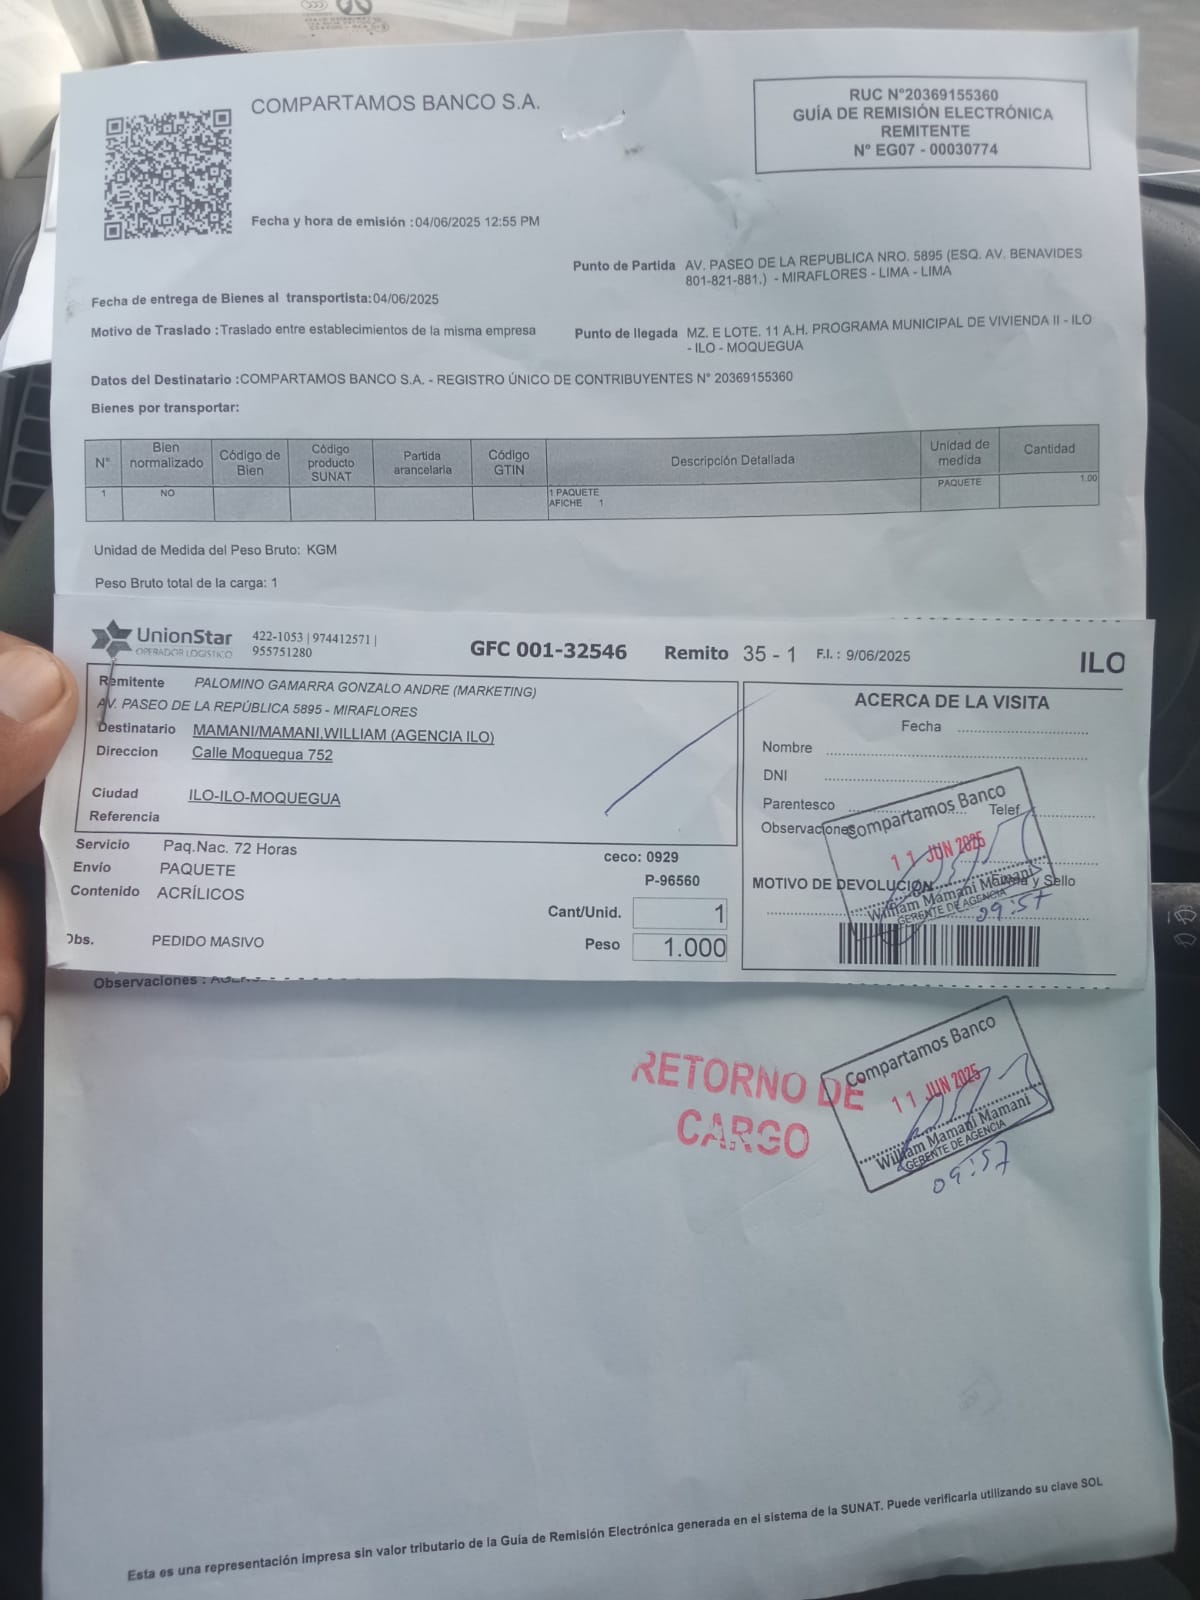 COMPARTAMOS BANCO S.A.
RUC N°20369155360
GUÍA DE REMISIÓN ELECTRÓNICA
REMITENTE
N° EG07 - 00030774
Fecha y hora de emisión :04/06/2025 12:55 PM
Punto de Partida AV. PASEO DE LA REPUBLICA NRO. 5895 (ESQ. AV. BENAVIDES
801-821-881.) - MIRAFLORES - LIMA - LIMA
Fecha de entrega de Bienes al transportista:04/06/2025
Motivo de Traslado :Traslado entre establecimientos de la misma empresa
Punto de llegada MZ. E LOTE. 11 A.H. PROGRAMA MUNICIPAL DE VIVIENDA II - ILO
- ILO - MOQUEGUA
Datos del Destinatario :COMPARTAMOS BANCO S.A. - REGISTRO ÚNICO DE CONTRIBUYENTES N° 20369155360
Bienes por transportar:
N° Bien normalizado Código de Bien Código producto SUNAT Partida arancelaria Código GTIN Descripción Detallada Unidad de medida Cantidad
1 NO 1 PAQUETE PAQUETE 1.00
AFICHE 1
Unidad de Medida del Peso Bruto: KGM
Peso Bruto total de la carga: 1
UnionStar
OPERADOR LOGISTICO
422-1053 | 974412571 |
955751280
GFC 001-32546 Remito 35 - 1 F.I. : 9/06/2025 ILO
Remitente PALOMINO GAMARRA GONZALO ANDRE (MARKETING)
AV. PASEO DE LA REPÚBLICA 5895 - MIRAFLORES
Destinatario MAMANI/MAMANI,WILLIAM (AGENCIA ILO)
Direccion Calle Moquegua 752
Ciudad ILO-ILO-MOQUEGUA
Referencia
Servicio Paq.Nac. 72 Horas
Envío PAQUETE
Contenido ACRÍLICOS
Obs. PEDIDO MASIVO
ceco: 0929
P-96560
Cant/Unid. 1
Peso 1.000
ACERCA DE LA VISITA
Fecha
Nombre
DNI
Parentesco
Telef
Observaciones
MOTIVO DE DEVOLUCIÓN
y Sello
Compartamos Banco
11 JUN 2025
William Mamani Mamani
GERENTE DE AGENCIA
09:57
Observaciones :
RETORNO DE
CARGO
Compartamos Banco
11 JUN 2025
William Mamani Mamani
GERENTE DE AGENCIA
09:57
Esta es una representación impresa sin valor tributario de la Guía de Remisión Electrónica generada en el sistema de la SUNAT. Puede verificarla utilizando su clave SOL